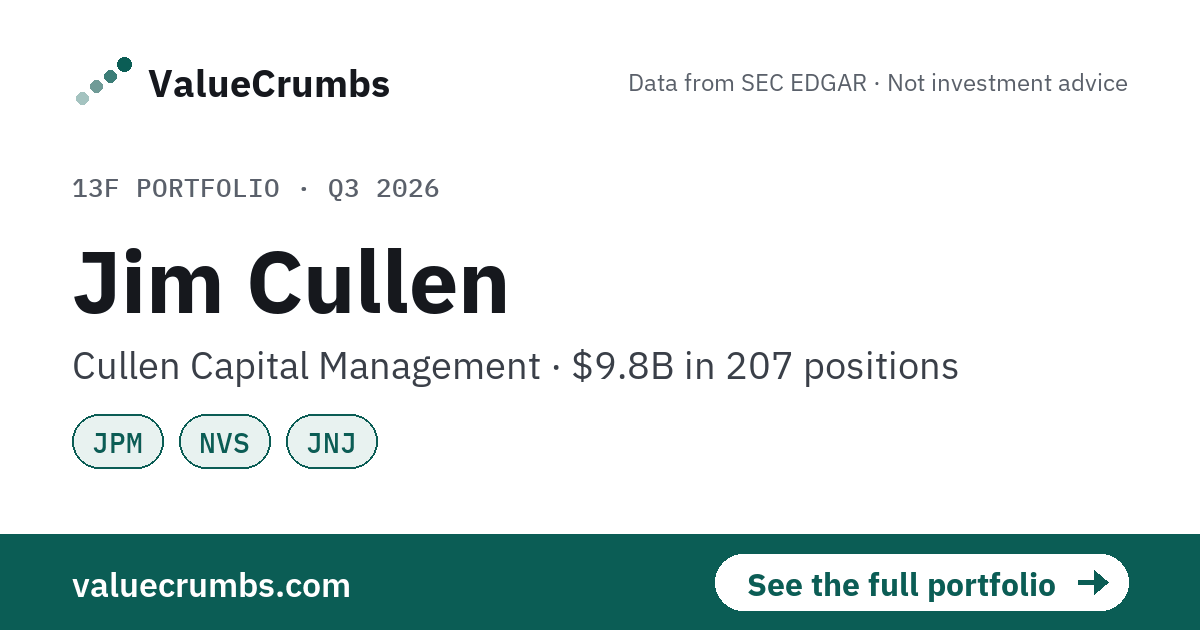 ValueCrumbs
Data from SEC EDGAR · Not investment advice
13F PORTFOLIO · Q3 2026
Jim Cullen
Cullen Capital Management · $9.8B in 207 positions
JPM NVS JNJ
valuecrumbs.com
See the full portfolio →